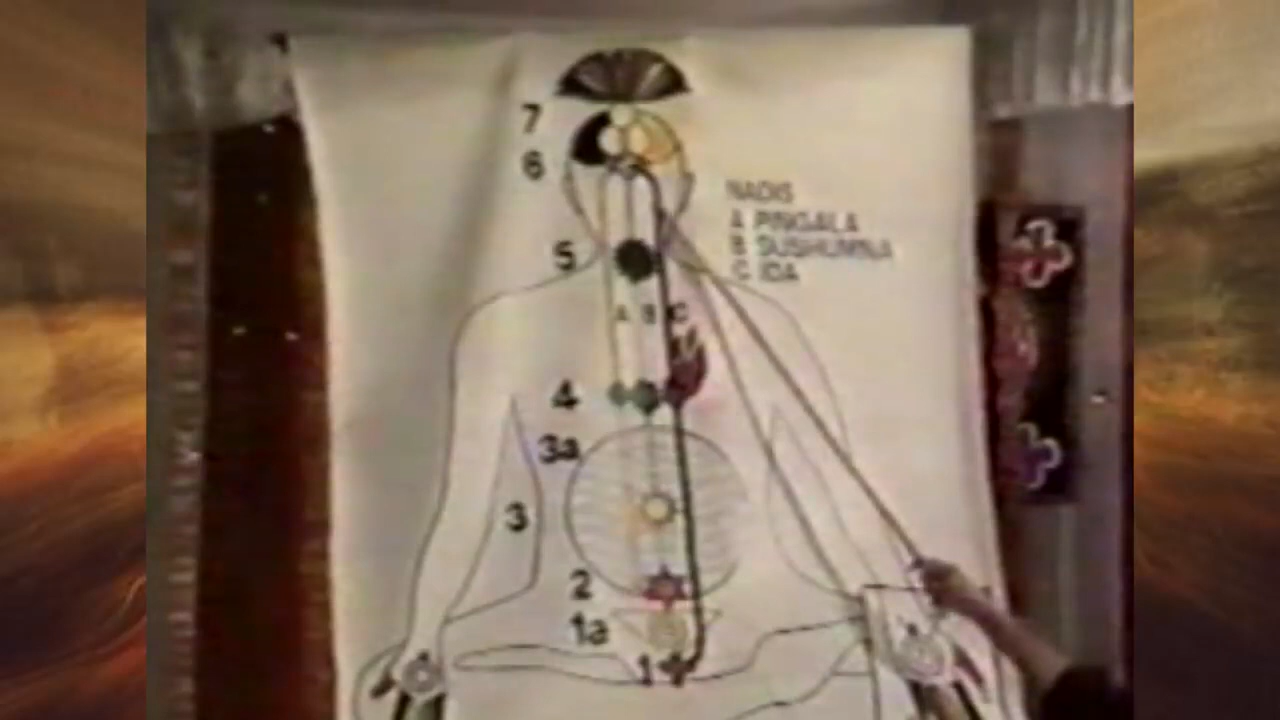 7
6
NADIS
A PINGALA
B SUSHUMNA
C IDA
5
A B C
4
3a
3
2
1a
1